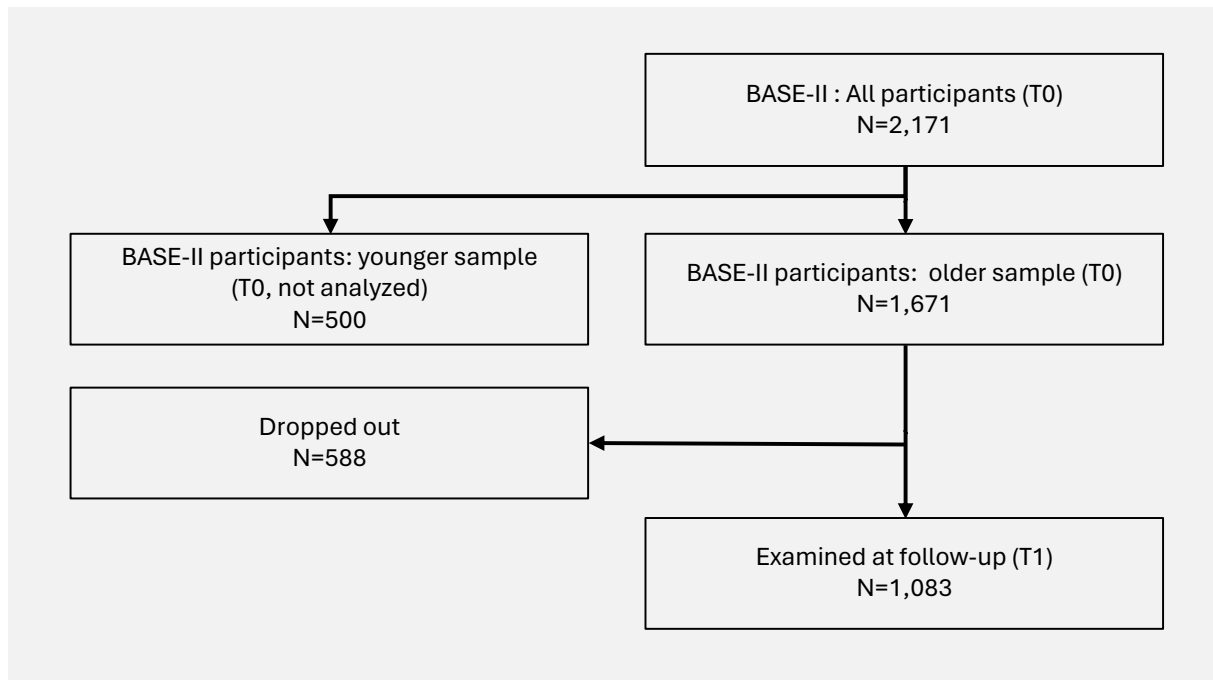 BASE-II : All participants (T0)
N=2,171
BASE-II participants: younger sample
(T0, not analyzed)
N=500
BASE-II participants:  older sample (T0)
N=1,671
Dropped out
N=588
Examined at follow-up (T1)
N=1,083